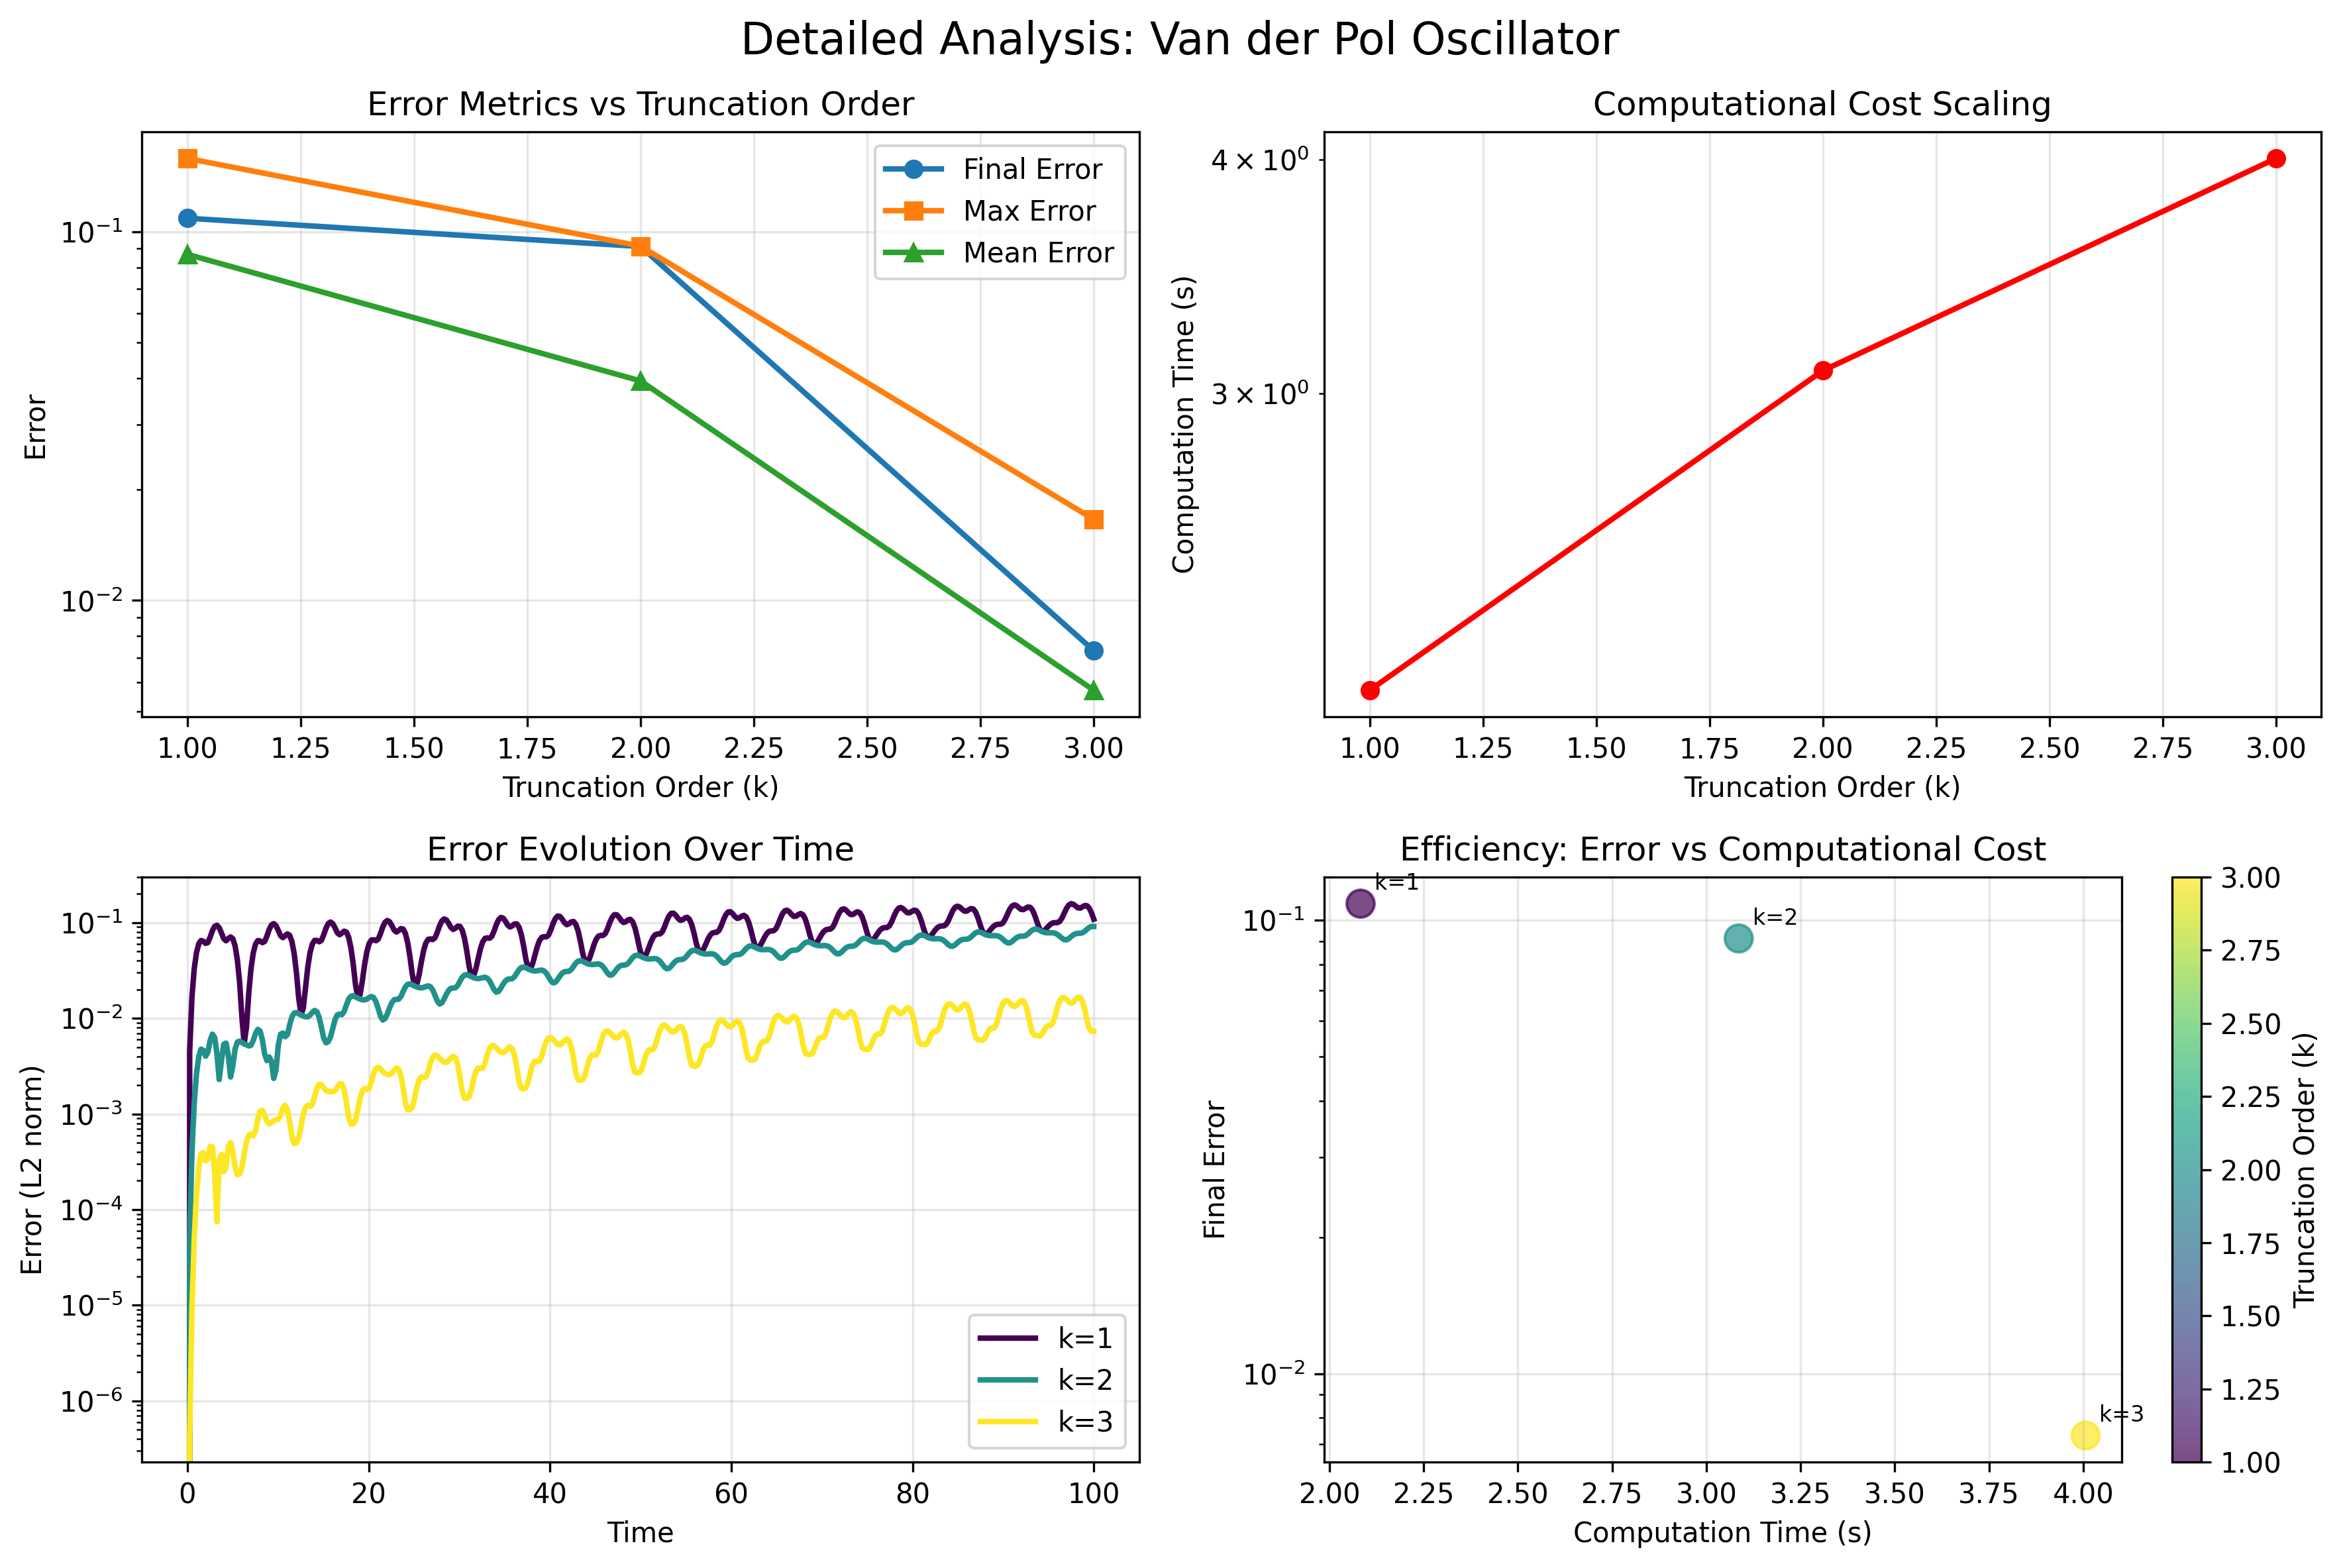 Detailed Analysis: Van der Pol Oscillator
Error Metrics vs Truncation Order
Error
10⁻¹
10⁻²
Final Error
Max Error
Mean Error
1.00 1.25 1.50 1.75 2.00 2.25 2.50 2.75 3.00
Truncation Order (k)
Computational Cost Scaling
Computation Time (s)
4 × 10⁰
3 × 10⁰
1.00 1.25 1.50 1.75 2.00 2.25 2.50 2.75 3.00
Truncation Order (k)
Error Evolution Over Time
Error (L2 norm)
10⁻¹
10⁻²
10⁻³
10⁻⁴
10⁻⁵
10⁻⁶
k=1
k=2
k=3
0 20 40 60 80 100
Time
Efficiency: Error vs Computational Cost
Final Error
10⁻¹
10⁻²
k=1
k=2
k=3
2.00 2.25 2.50 2.75 3.00 3.25 3.50 3.75 4.00
Computation Time (s)
3.00
2.75
2.50
2.25
2.00
1.75
1.50
1.25
1.00
Truncation Order (k)